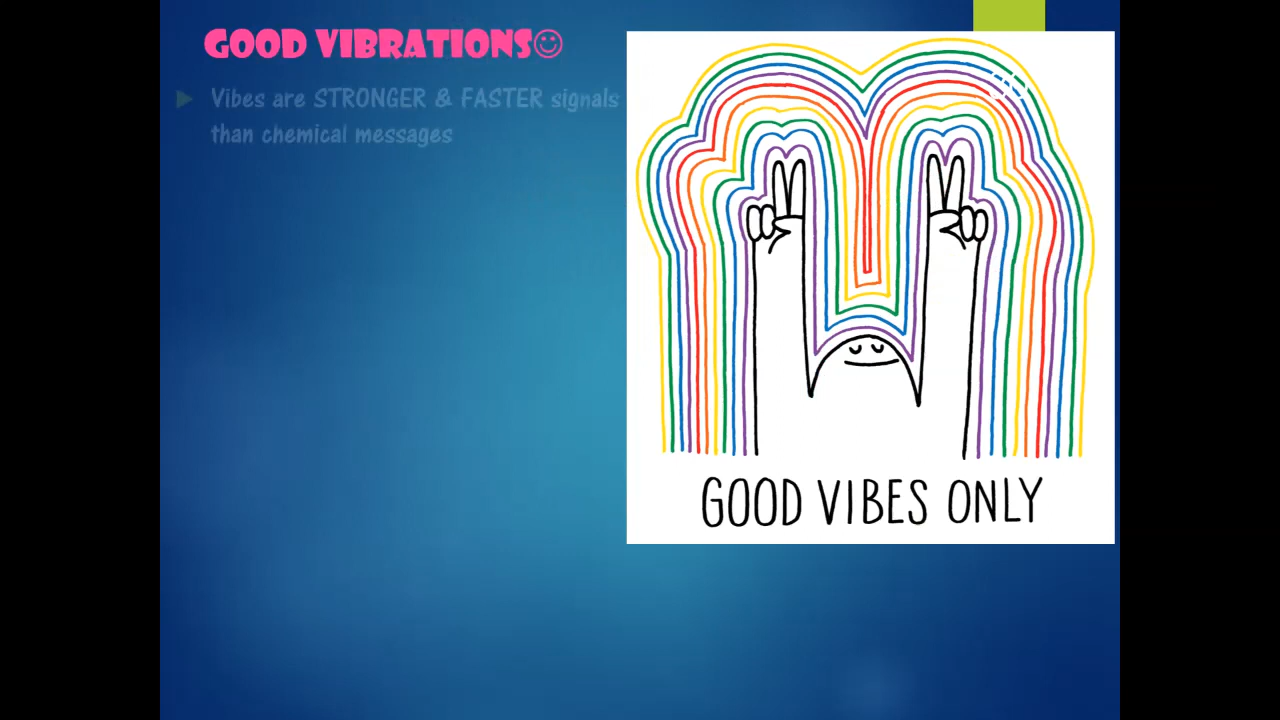 GOOD VIBRATIONS☺
Vibes are STRONGER & FASTER signals
than chemical messages
GOOD VIBES ONLY